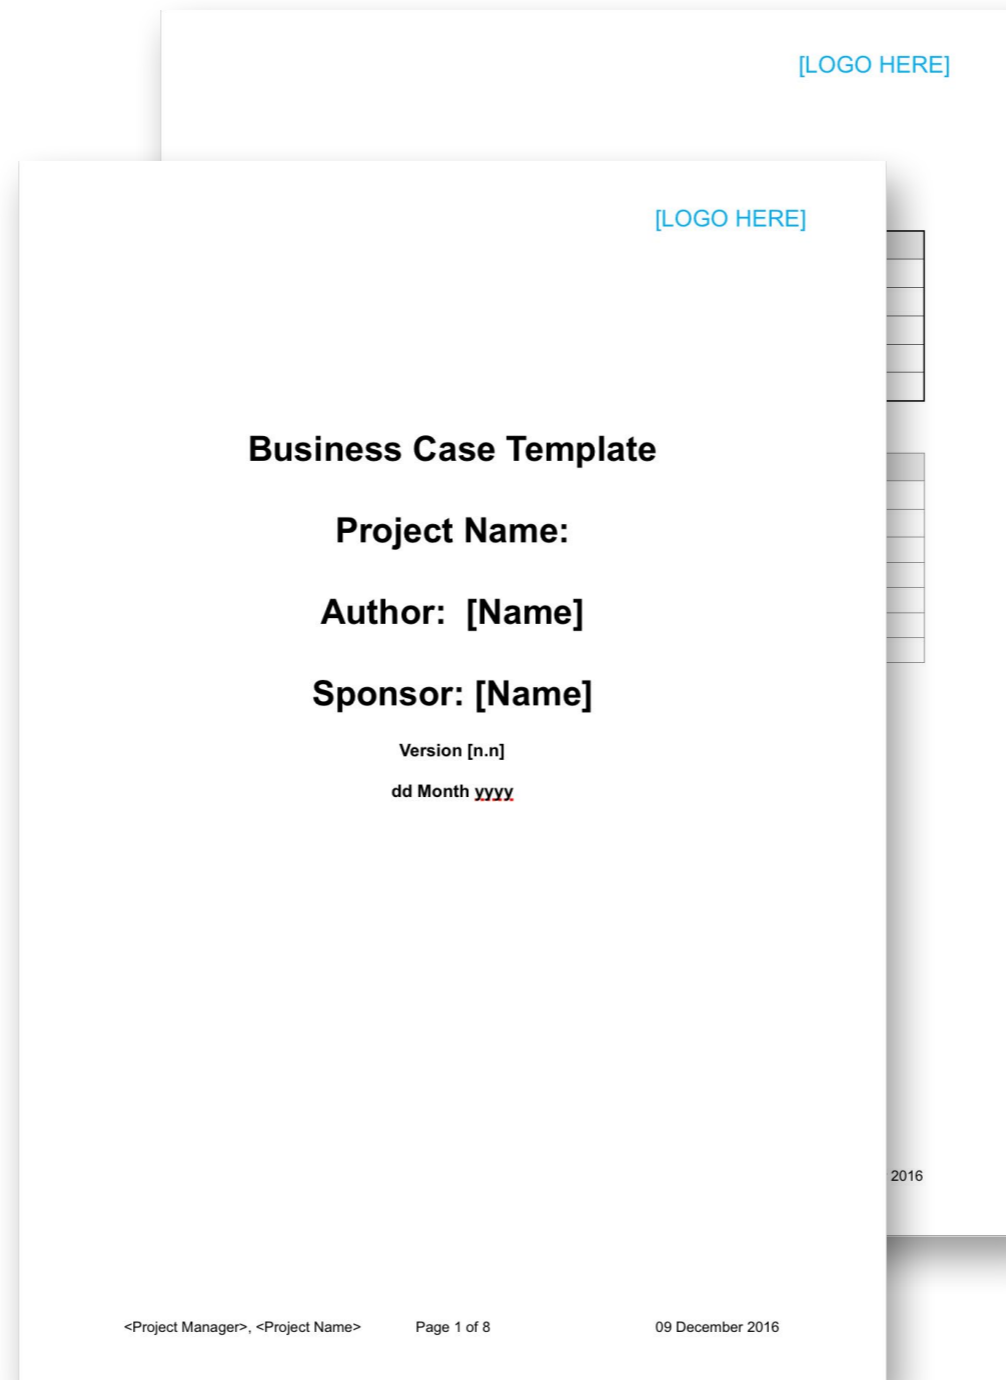 [LOGO HERE]
[LOGO HERE]
Business Case Template
Project Name:
Author:  [Name]
Sponsor: [Name]
Version [n.n]
dd Month yyyy
2016
<Project Manager>, <Project Name> Page 1 of 8 09 December 2016